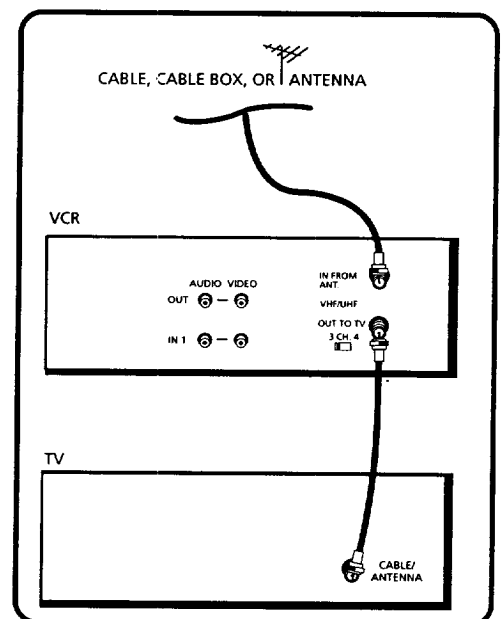 CABLE, CABLE BOX, OR ANTENNA
VCR
AUDIO VIDEO
OUT
IN 1
IN FROM
ANT.
VHF/UHF
OUT TO TV
3 CH. 4
TV
CABLE/
ANTENNA